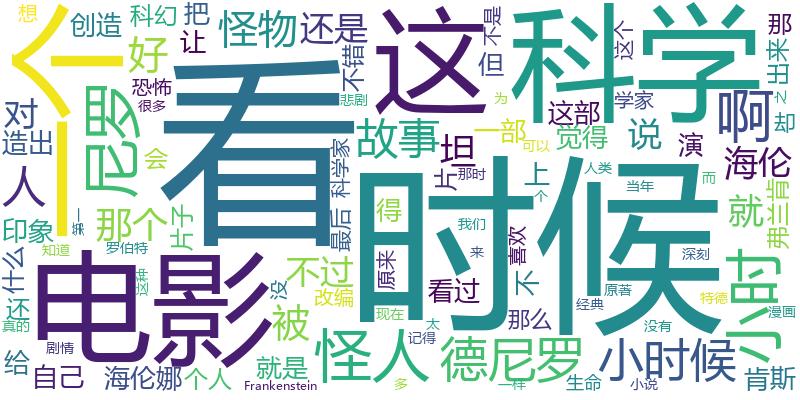 想 科幻 把 怪物 还是 不是 这 科学 那
创造 让 好 不错 但 这个 出来
一个 看 恐怖 很多 悲剧 为 学家 之
对 尼罗 故事 一部 这部 啊 却
造出 会 坦 觉得 说 演 海伦
人 那个 科学家 片 那时 上 可以 人类 当年 而
印象 片子 最后 得 时候 我们 个 就 弗兰肯
第一 知道 罗伯特 原来 来 喜欢 不 深刻 小时
什么 电影 没 不过 看过 经典 原著 特德 漫画
还 这种 被 改编 现在 那么 没有
真的 剧情 怪人 记得 太 德尼罗 小时候
给 自己 海伦娜 个人 就是 多 一样 生命 小说 肯斯
Frankenstein